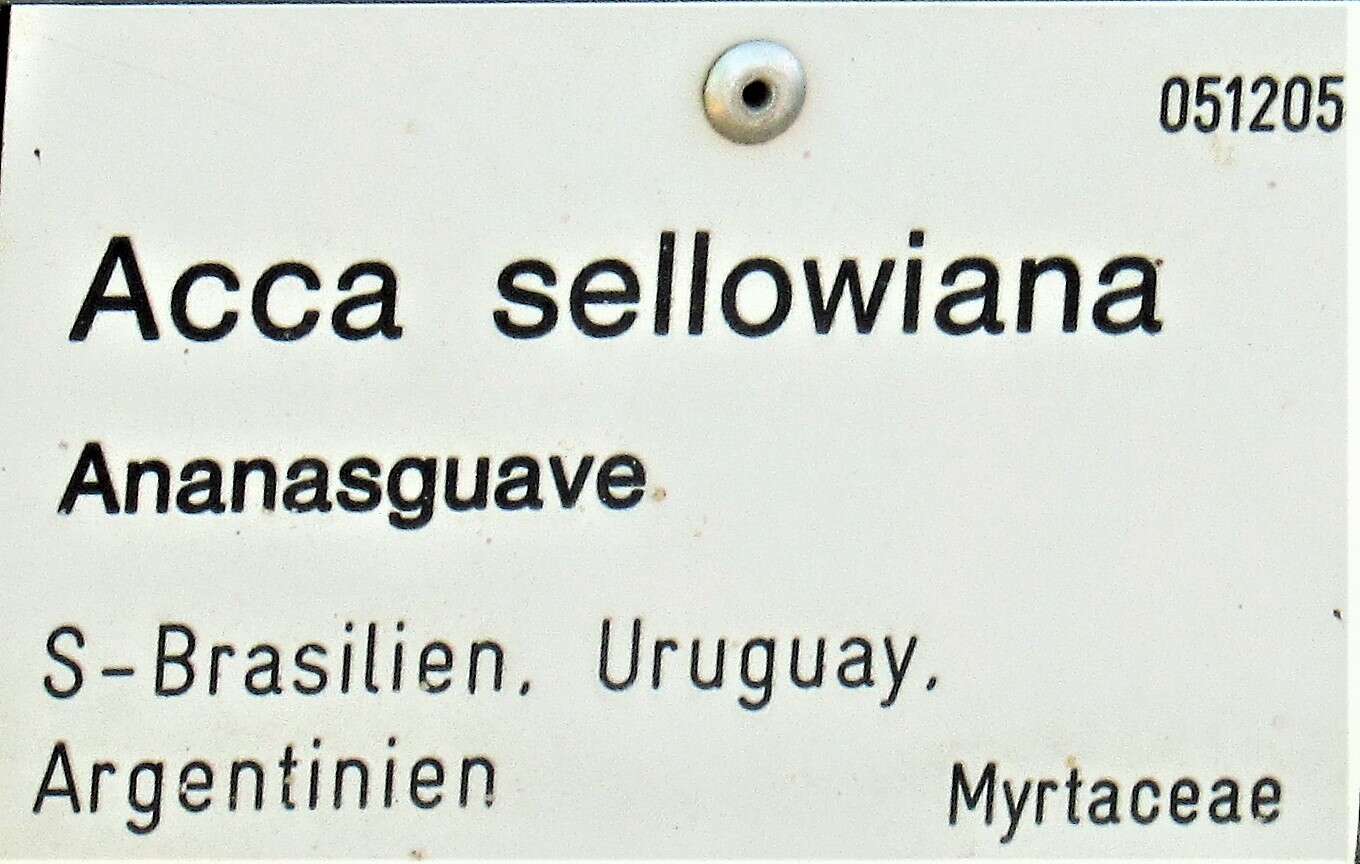 051205
Acca sellowiana
Ananasguave
S-Brasilien, Uruguay,
Argentinien
Myrtaceae